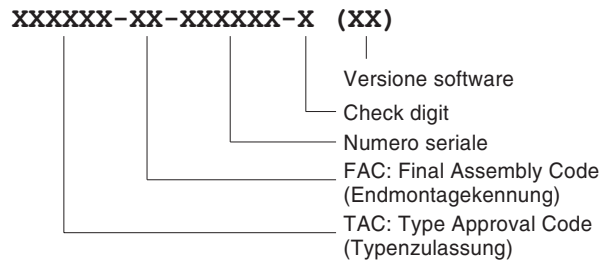 XXXXXX-XX-XXXXXX-X (XX)
Versione software
Check digit
Numero seriale
FAC: Final Assembly Code
(Endmontagekennung)
TAC: Type Approval Code
(Typenzulassung)